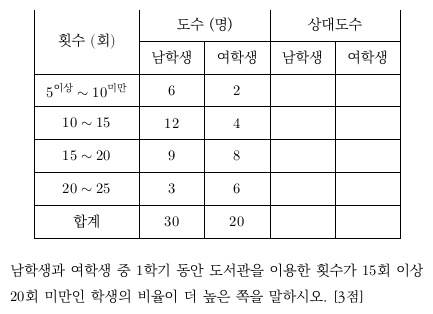 횟수 (회) 도수 (명) 상대도수
남학생 여학생 남학생 여학생
5이상 ~ 10미만 6 2
10 ~ 15 12 4
15 ~ 20 9 8
20 ~ 25 3 6
합계 30 20
남학생과 여학생 중 1학기 동안 도서관을 이용한 횟수가 15회 이상
20회 미만인 학생의 비율이 더 높은 쪽을 말하시오. [3점]